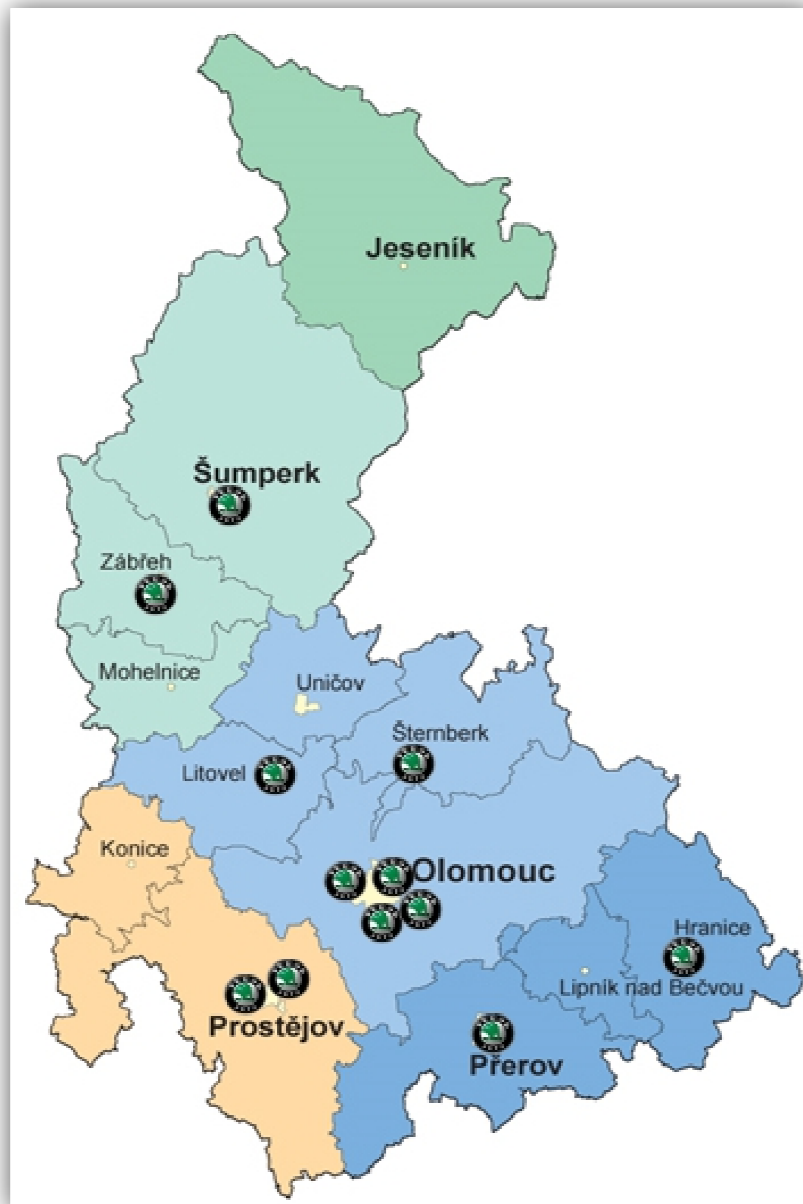 Jeseník
Šumperk
Zábřeh
Mohelnice
Uničov
Šternberk
Litovel
Konice
Olomouc
Hranice
Lipník nad Bečvou
Prostějov
Přerov